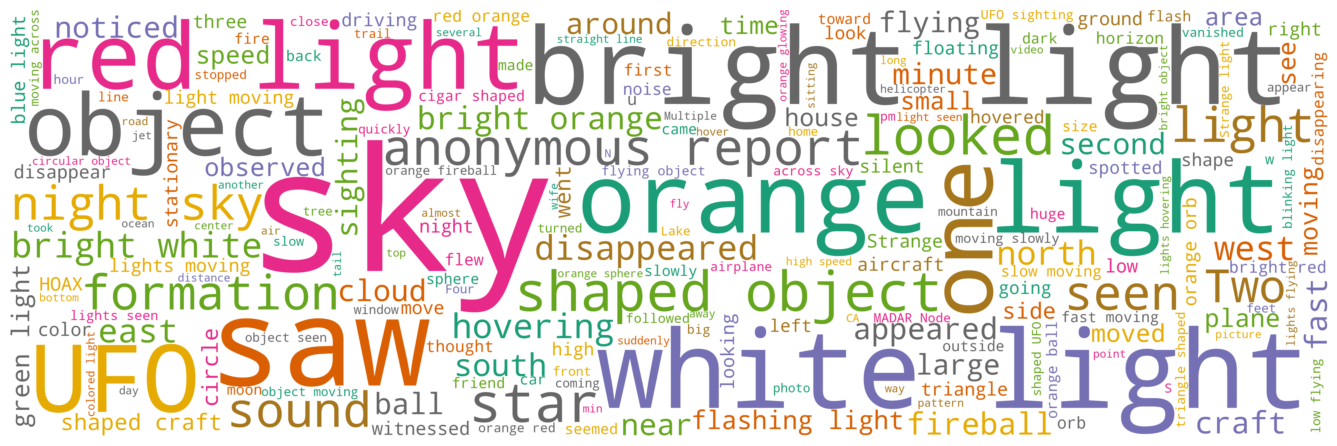 red light
bright light
noticed
three
close
driving
red orange
several
around
time
look
toward
flying
UFO sighting
ground
flash
area
right
fire
trail
straight line
direction
orange glowing
dark
horizon
vanished
speed
back
made
floating
video
long
see
blue light
moving across
hour
stopped
first
minute
helicopter
appear
line
light moving
cigar shaped
noise
u
sitting
small
hovered
bright object
Strange light
disappearing
object
road
jet
stationary
sighting
bright orange
Multiple
house
pm
light seen
looked
size
second
light
came
hover
home
quickly
anonymous report
circular object
disappear
observed
orange fireball
N
flying object
across sky
silent
shape
w
spotted
blinking light
moving
sky
night sky
another
center
tree
almost
wife
went
orange light
one
fly
mountain
huge
took
ocean
air
slow
top
night
turned
Lake
Strange
moving slowly
north
west
lights hovering
orange orb
bright white
disappeared
flew
aircraft
low
slow moving
bright red
lights moving
tail
sphere
orange sphere
slowly
airplane
high speed
going
green light
HOAX
bottom
distance
formation
cloud
window
move
Four
shaped object
seen
Two
feet
lights flying
fast
lights seen
followed
away
CA
MADAR Node
side
fast moving
plane
color
colored light
east
circle
object seen
hovering
big
left
appeared
moved
picture
UFO
saw
thought
suddenly
looking
white light
outside
point
orange ball
shaped UFO
day
moon
object moving
south
high
front
large
car
coming
friend
photo
way
triangle
S
triangle shaped
low flying
shaped craft
sound
ball
min
star
near
pattern
orb
craft
witnessed
orange red
seemed
flashing light
fireball